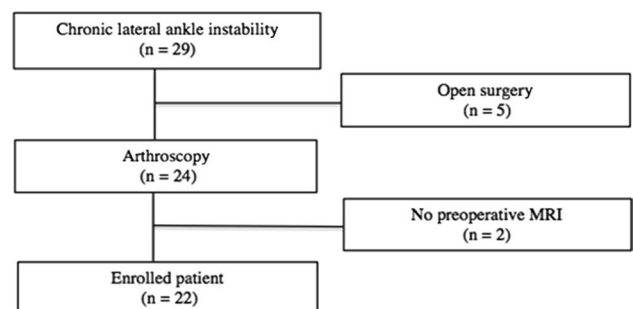 Chronic lateral ankle instability
(n = 29)
Open surgery
(n = 5)
Arthroscopy
(n = 24)
No preoperative MRI
(n = 2)
Enrolled patient
(n = 22)